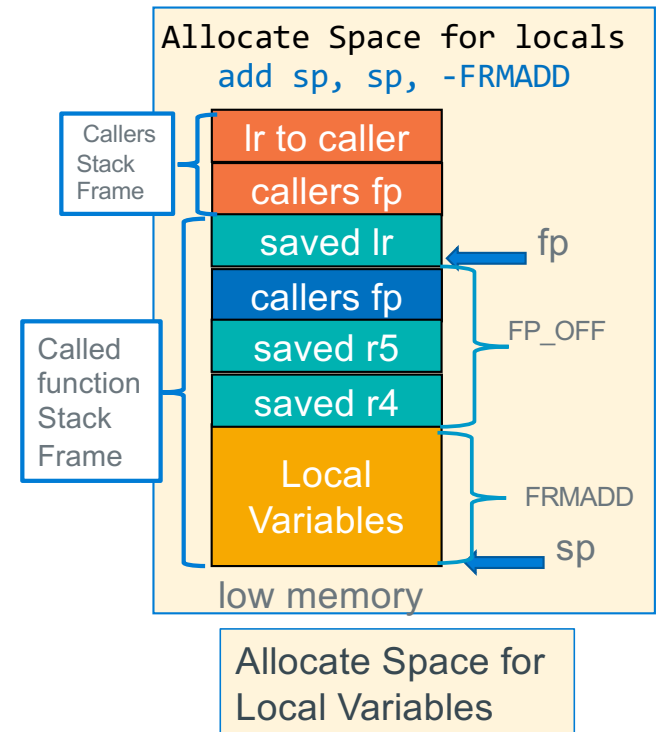 Allocate Space for locals
add sp, sp, -FRMADD
Callers
Stack
Frame
lr to caller
callers fp
saved lr
fp
callers fp
FP_OFF
saved r5
saved r4
Called
function
Stack
Frame
Local
Variables
FRMADD
sp
low memory
Allocate Space for
Local Variables